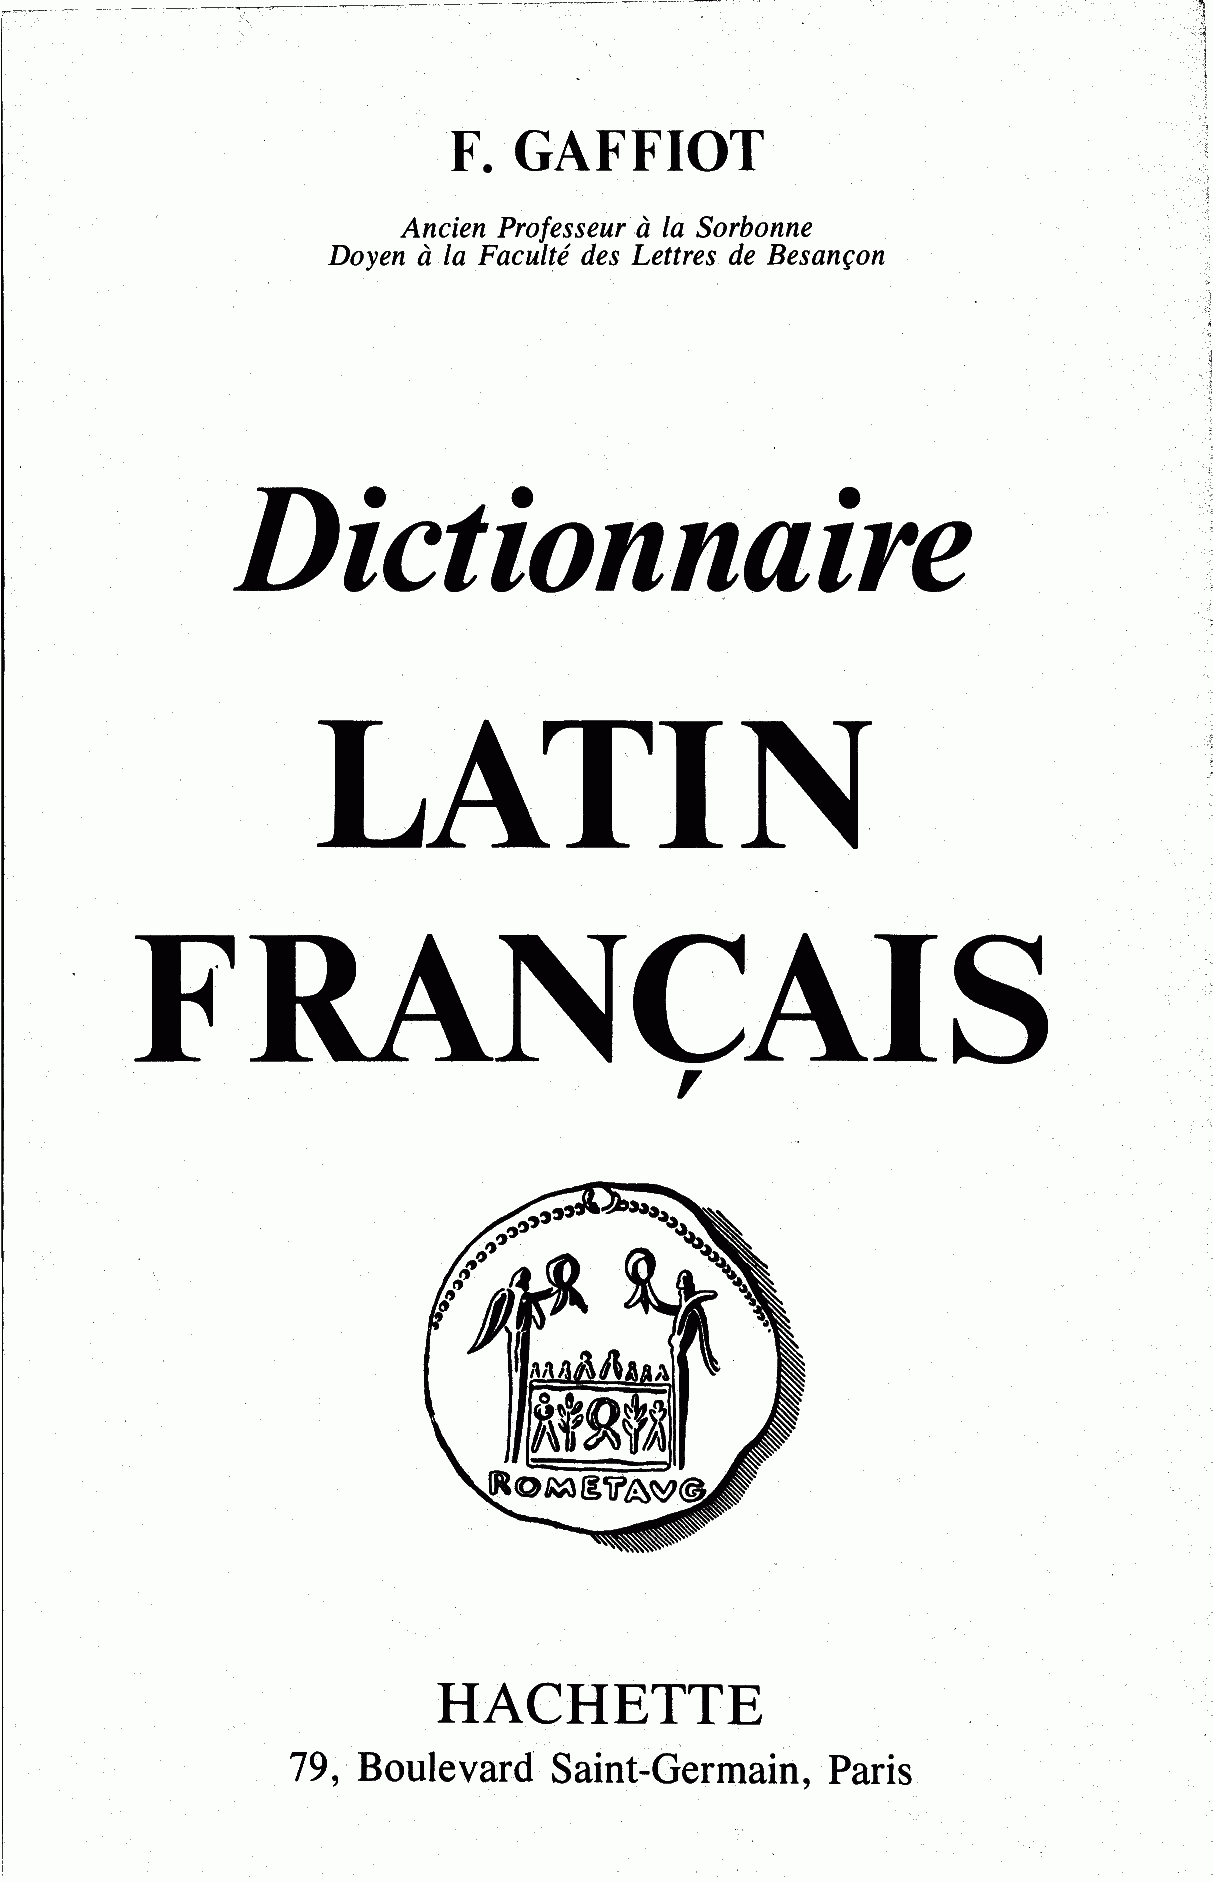 F. GAFFIOT
Ancien Professeur à la Sorbonne
Doyen à la Faculté des Lettres de Besançon
Dictionnaire
LATIN
FRANÇAIS
ROMETAVG
HACHETTE
79, Boulevard Saint-Germain, Paris